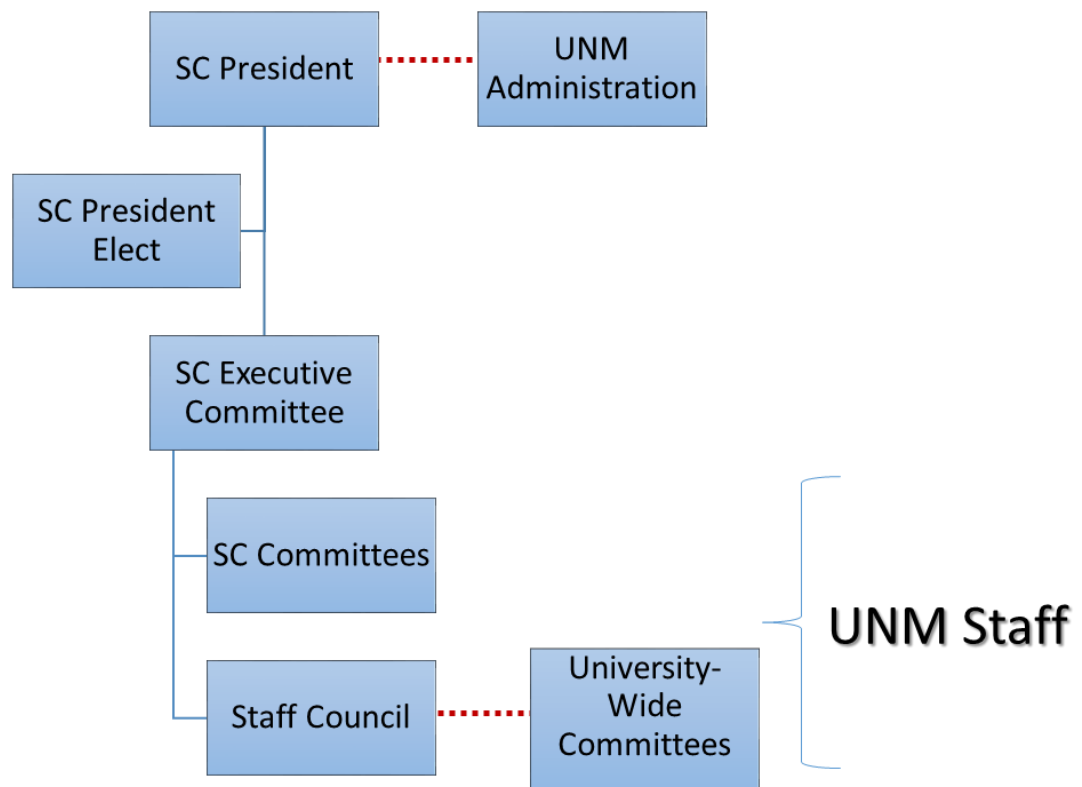 SC President
UNM
Administration
SC President
Elect
SC Executive
Committee
SC Committees
UNM Staff
Staff Council
University-
Wide
Committees